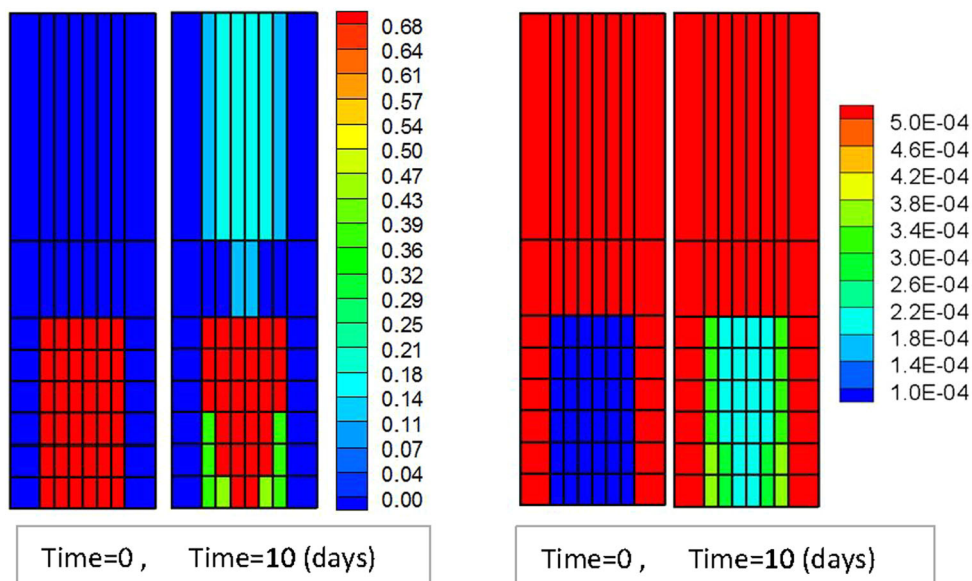 0.68
0.64
0.61
0.57
0.54
0.50
0.47
0.43
0.39
0.36
0.32
0.29
0.25
0.21
0.18
0.14
0.11
0.07
0.04
0.00
5.0E-04
4.6E-04
4.2E-04
3.8E-04
3.4E-04
3.0E-04
2.6E-04
2.2E-04
1.8E-04
1.4E-04
1.0E-04
Time=0 , Time=10 (days)
Time=0 , Time=10 (days)